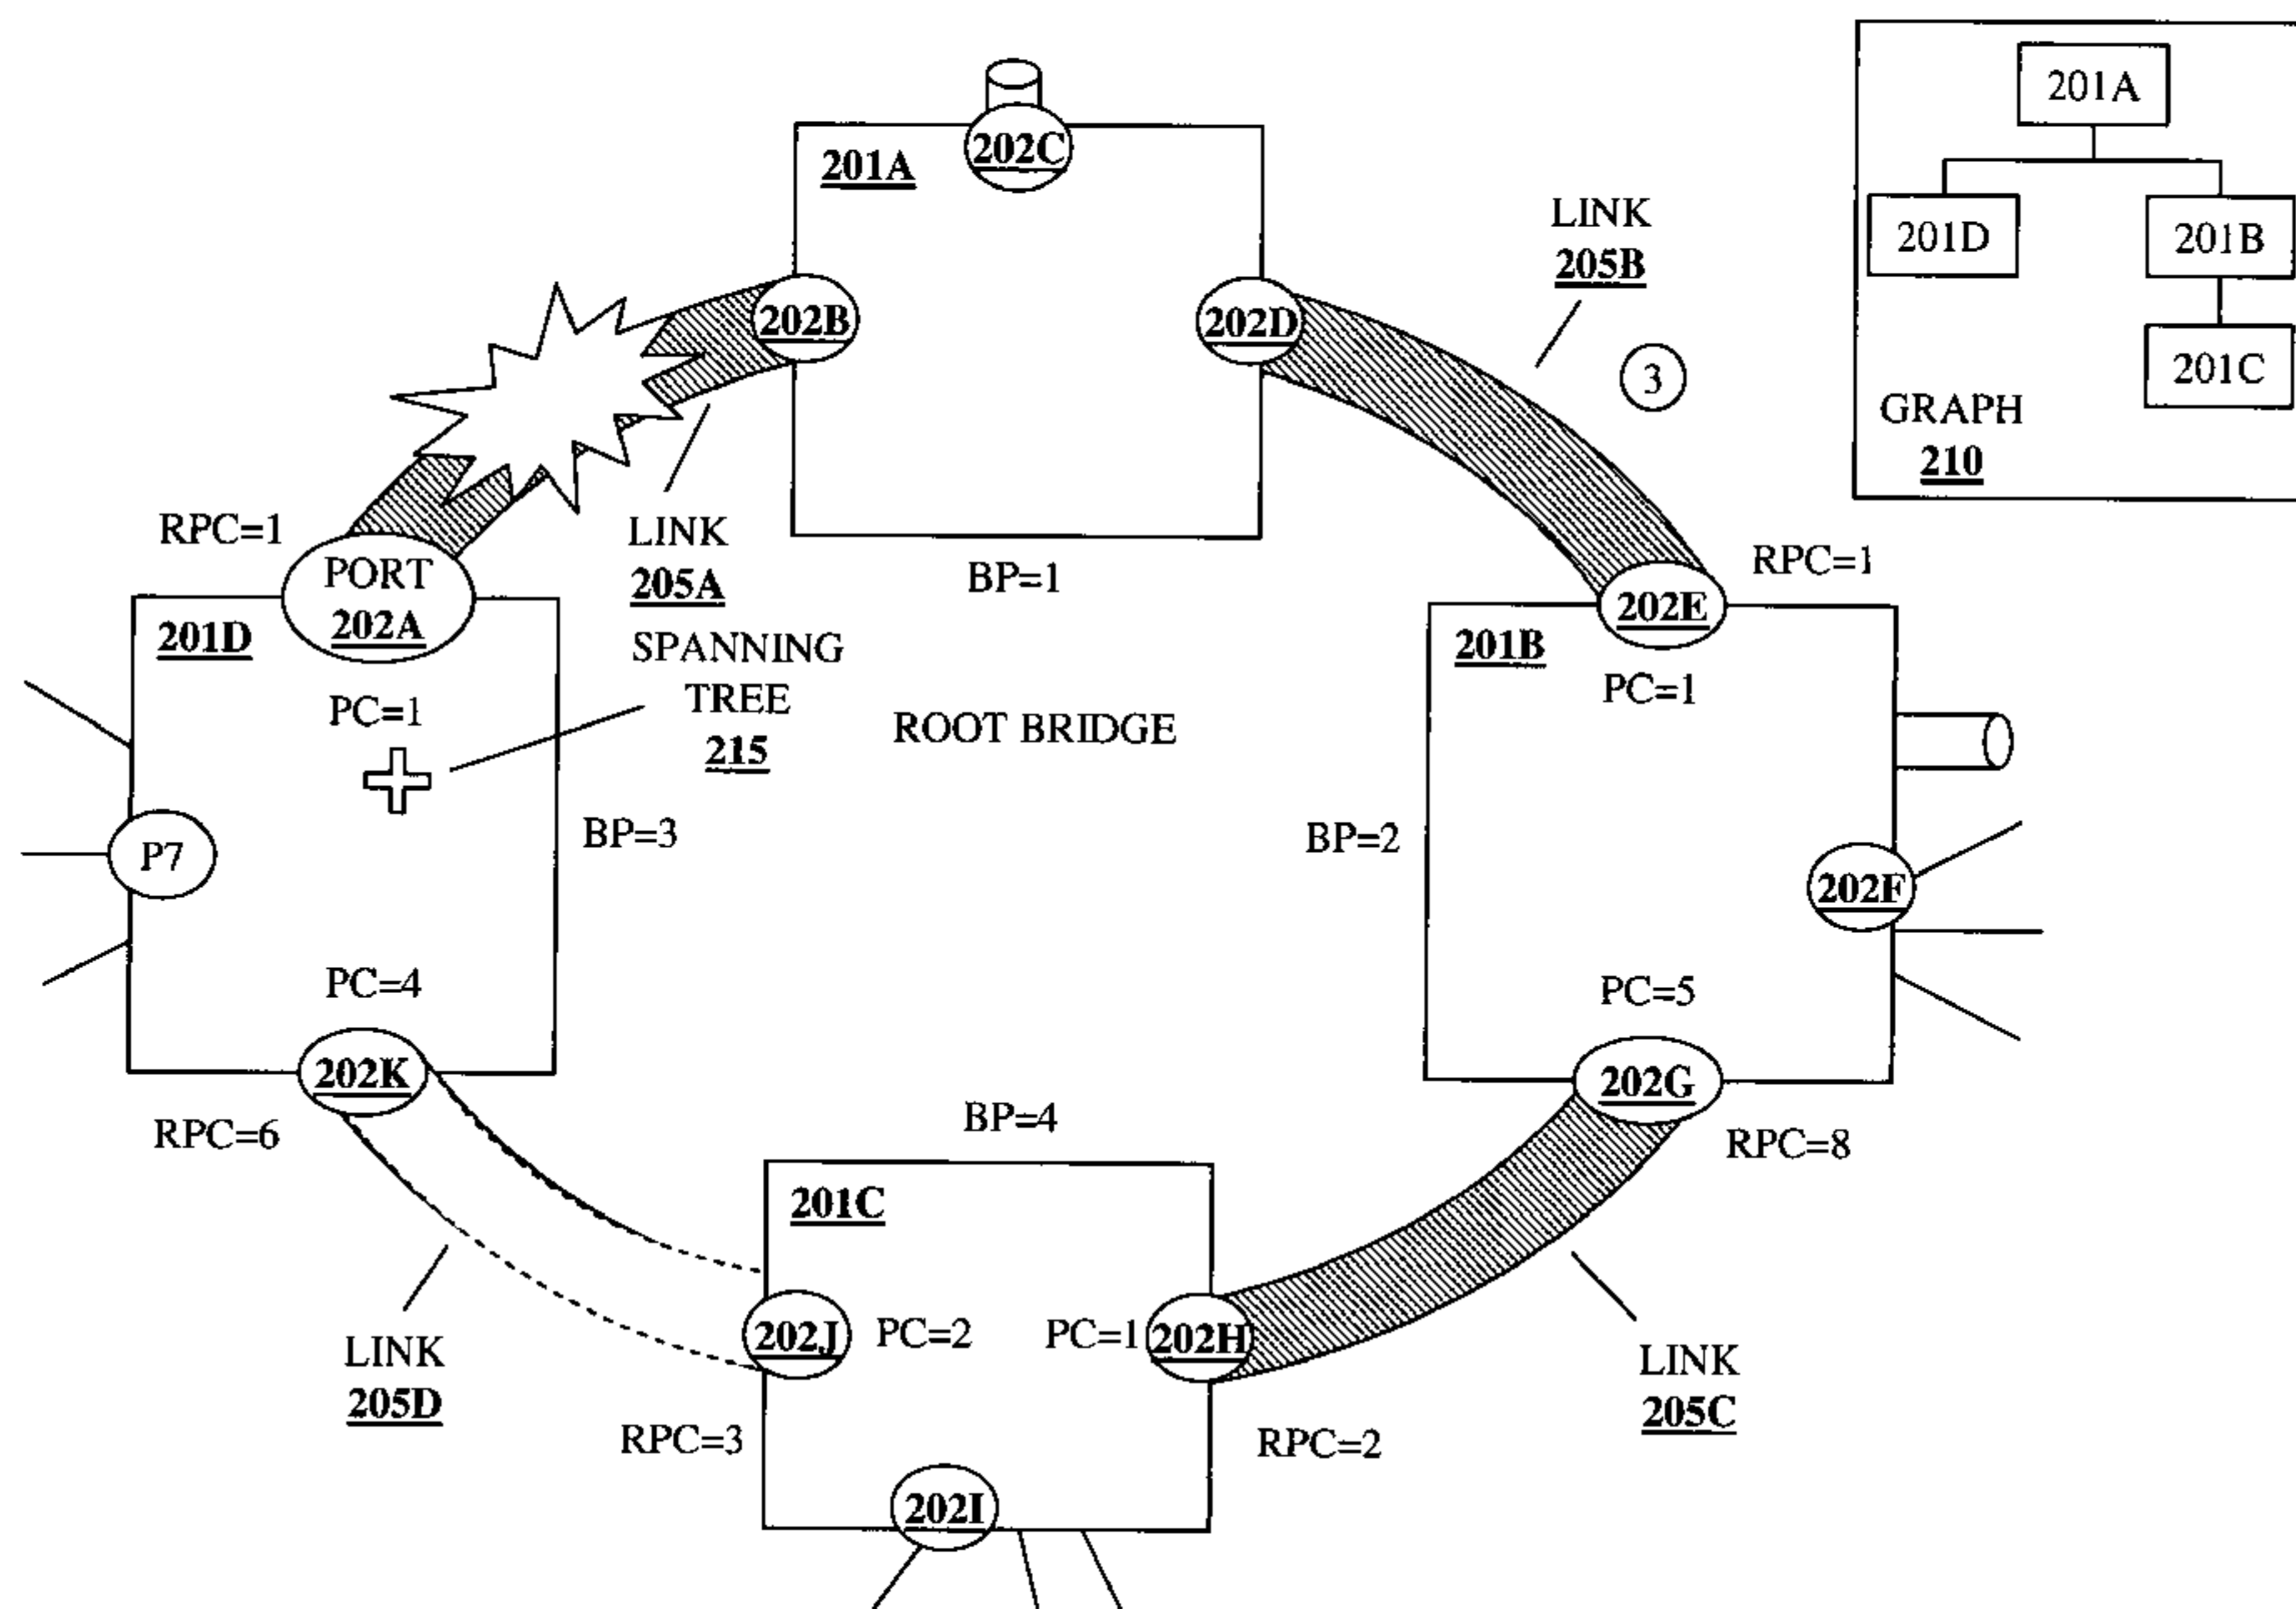 202C
201A
202B
202D
BP=1
LINK
205B
3
201A
201D
201B
201C
GRAPH
210
RPC=1
PORT
202A
201D
PC=1
LINK
205A
SPANNING
TREE
215
ROOT BRIDGE
BP=3
P7
PC=4
202K
RPC=6
RPC=1
202E
201B
PC=1
BP=2
202F
PC=5
202G
RPC=8
BP=4
201C
202J
PC=2
PC=1
202H
LINK
205D
RPC=3
202I
RPC=2
LINK
205C